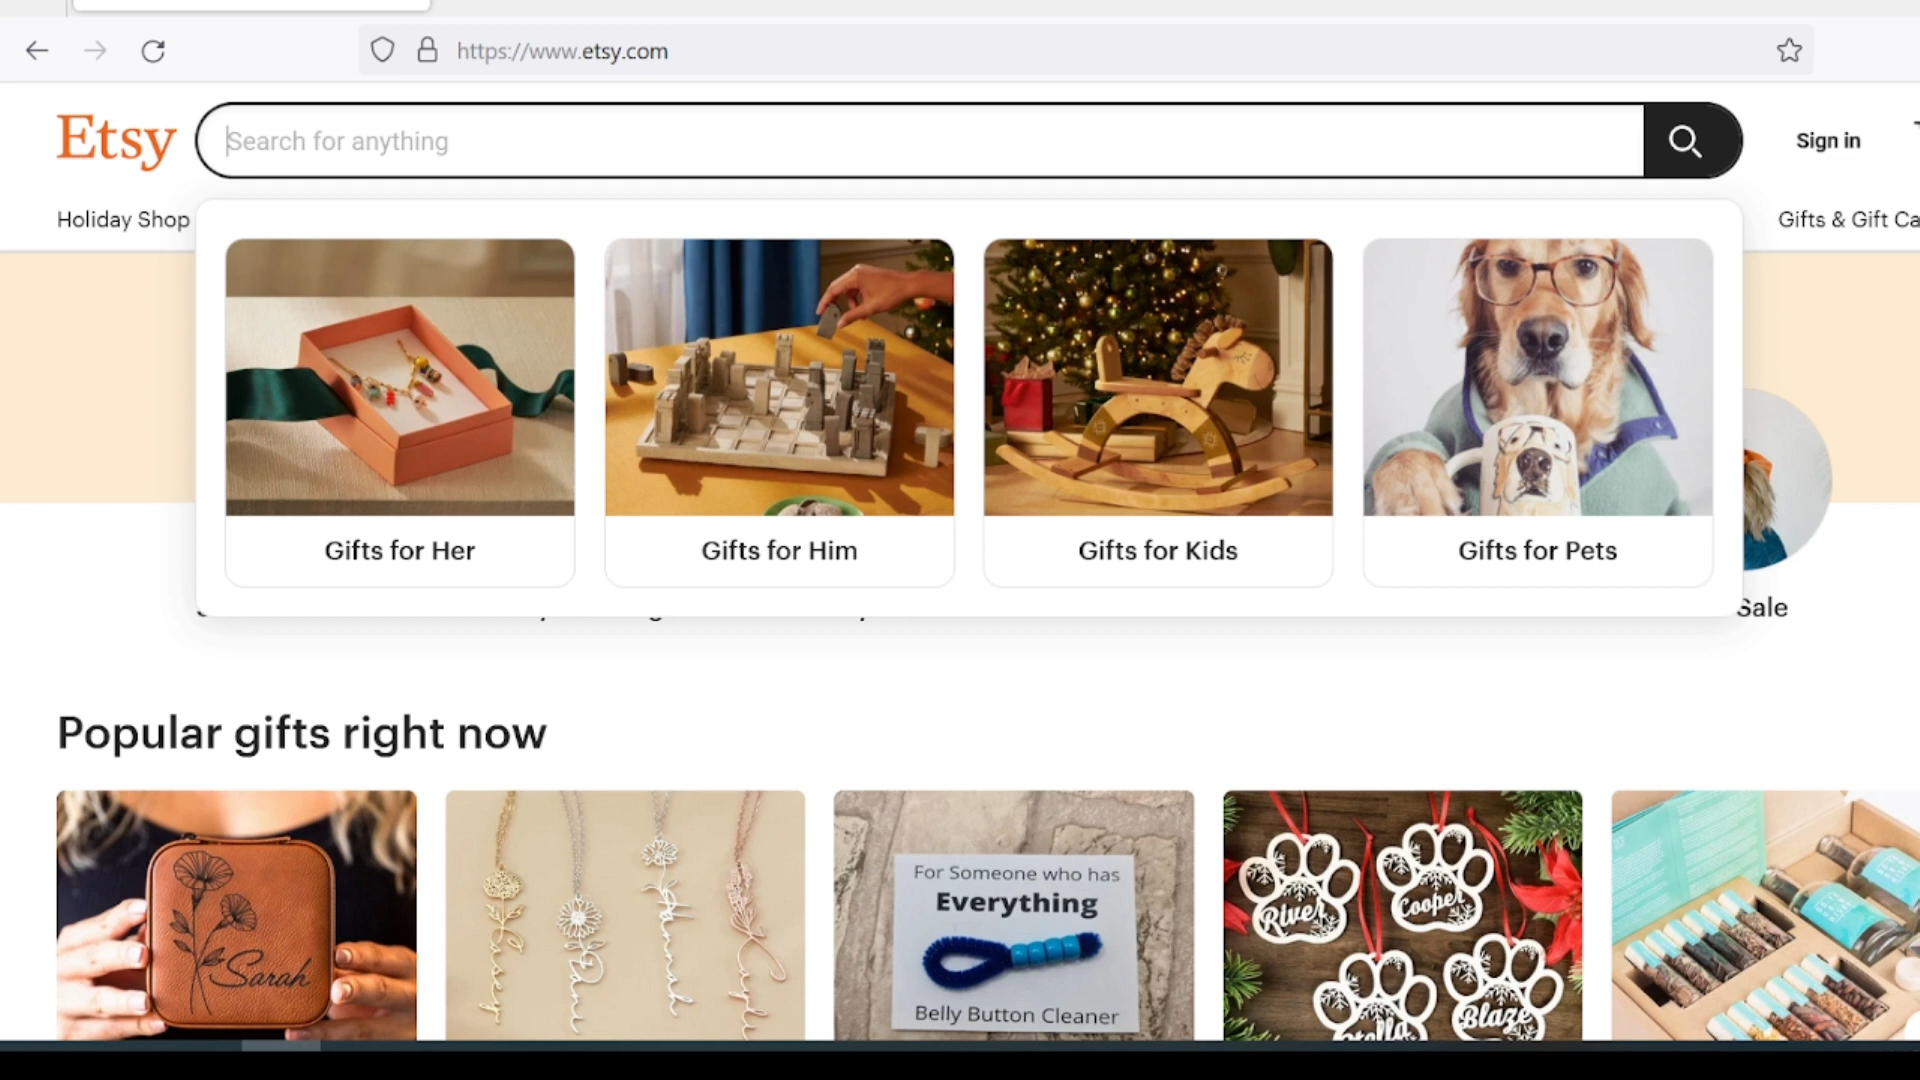 https://www.etsy.com
Etsy
Search for anything
Sign in
Holiday Shop
Gifts & Gift Ca
Gifts for Her
Gifts for Him
Gifts for Kids
Gifts for Pets
Sale
Popular gifts right now
Sarah
Hannah
For Someone who has
Everything
Belly Button Cleaner
River
Cooper
Stella
Blaze